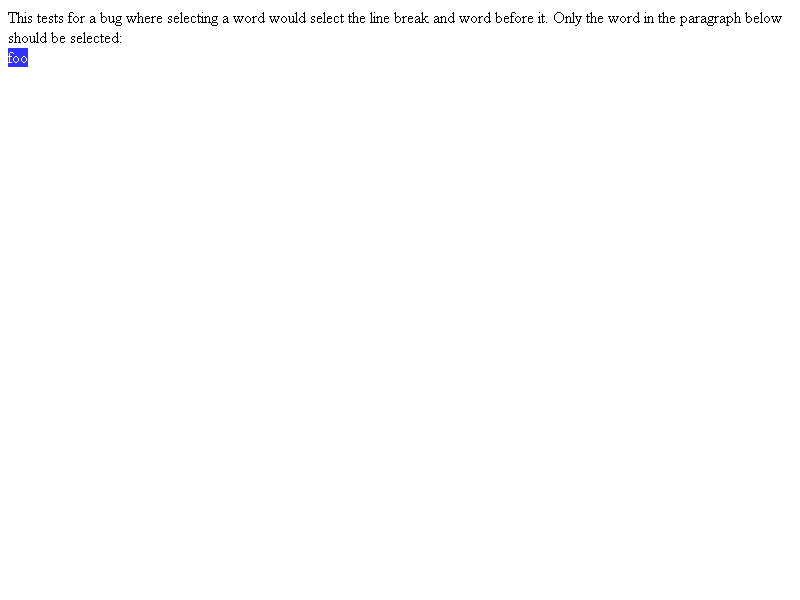 This tests for a bug where selecting a word would select the line break and word before it. Only the word in the paragraph below
should be selected:
foo